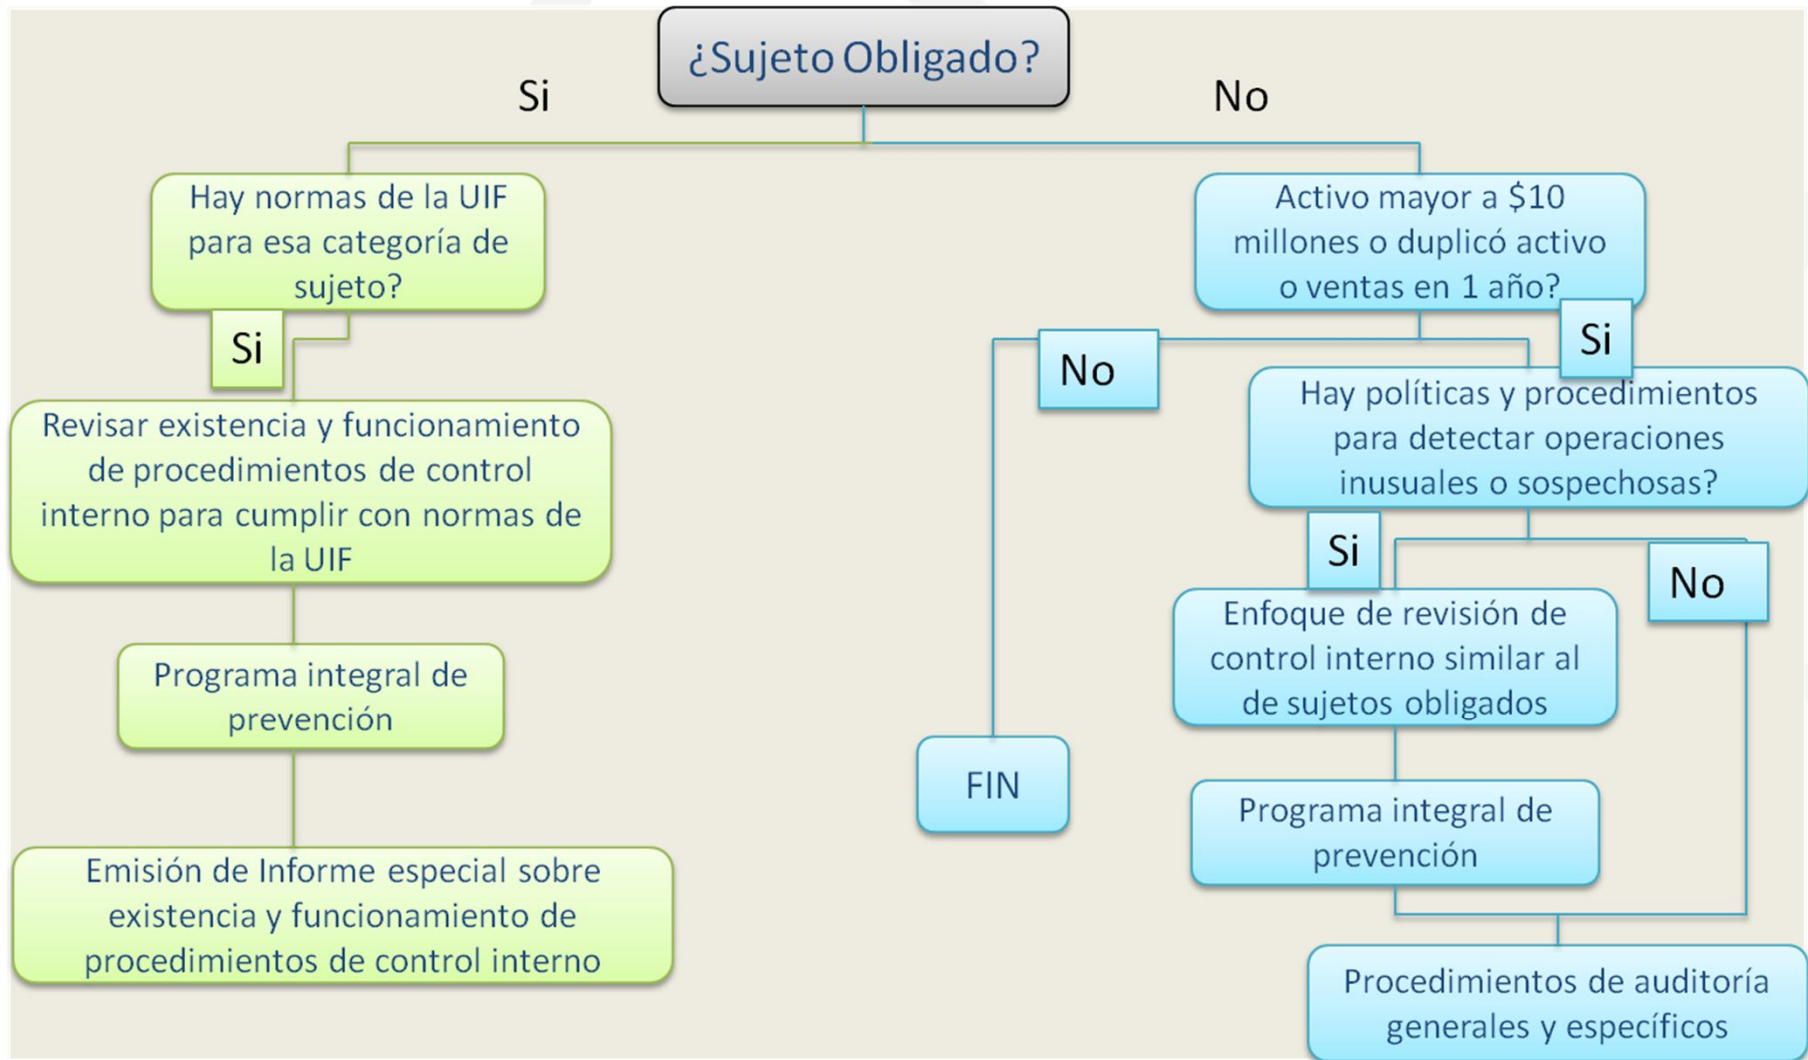 ¿Sujeto Obligado?
Si
No
Hay normas de la UIF
para esa categoría de
sujeto?
Si
Revisar existencia y funcionamiento
de procedimientos de control
interno para cumplir con normas de
la UIF
Programa integral de
prevención
Emisión de Informe especial sobre
existencia y funcionamiento de
procedimientos de control interno
Activo mayor a $10
millones o duplicó activo
o ventas en 1 año?
No
Si
FIN
Hay políticas y procedimientos
para detectar operaciones
inusuales o sospechosas?
Si
No
Enfoque de revisión de
control interno similar al
de sujetos obligados
Programa integral de
prevención
Procedimientos de auditoría
generales y específicos